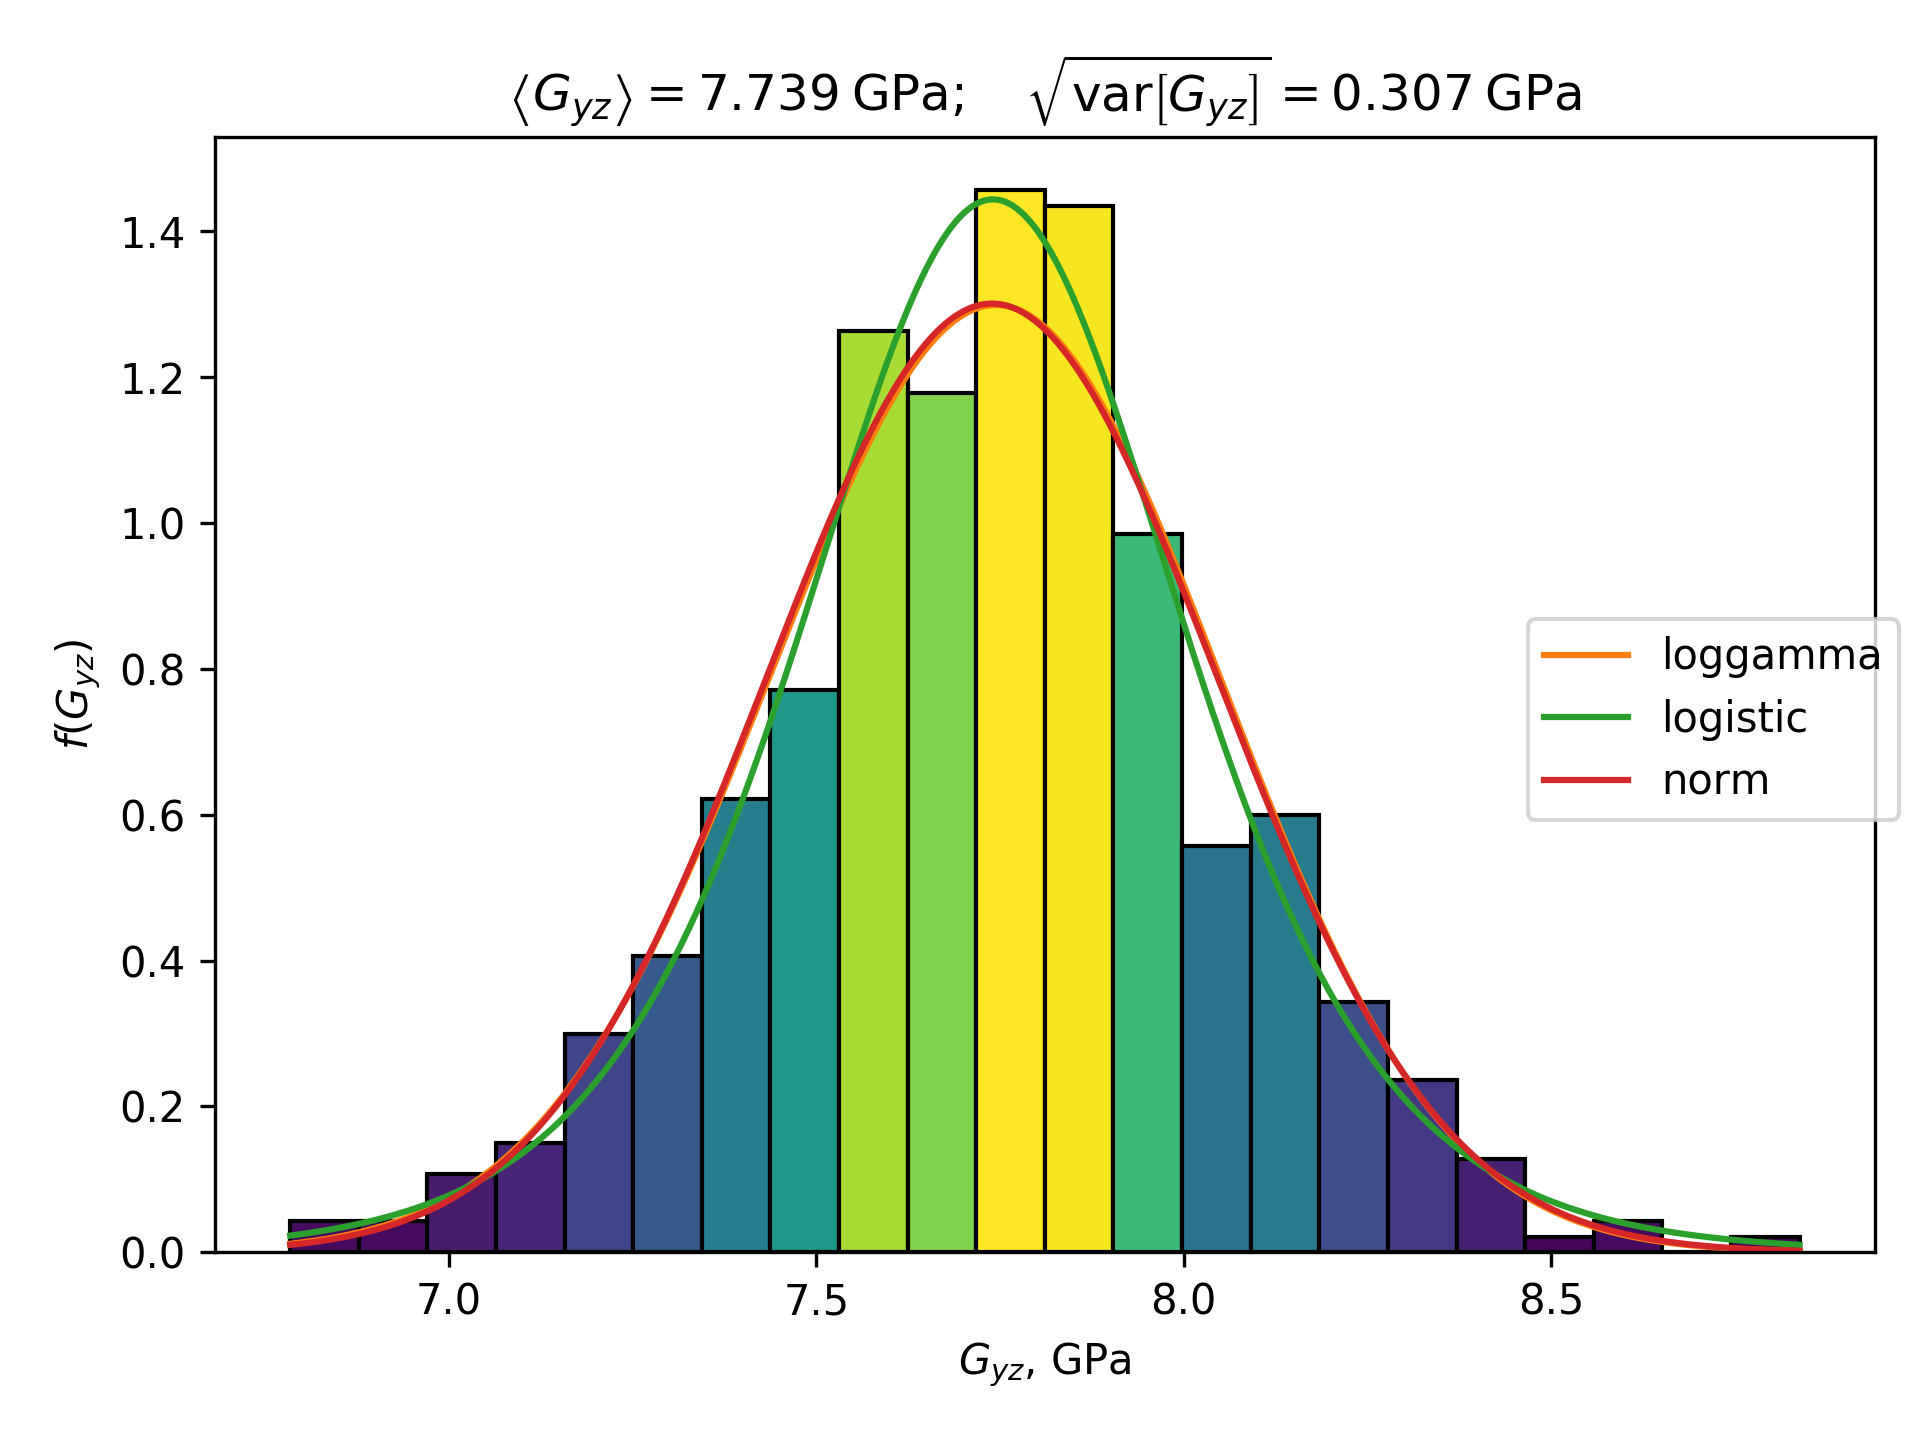 ⟨G_yz⟩ = 7.739 GPa; √var[G_yz] = 0.307 GPa
f(G_yz)
1.4
1.2
1.0
0.8
0.6
0.4
0.2
0.0
loggamma
logistic
norm
7.0 7.5 8.0 8.5
G_yz, GPa